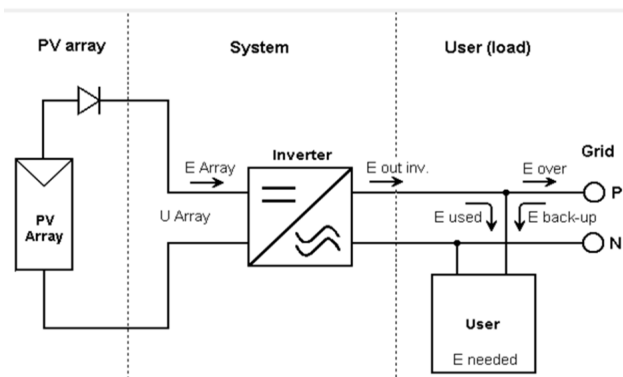 PV array
System
User (load)
Grid
Inverter
E Array
E out inv.
E over
P
U Array
PV
Array
E used
E back-up
N
User
E needed